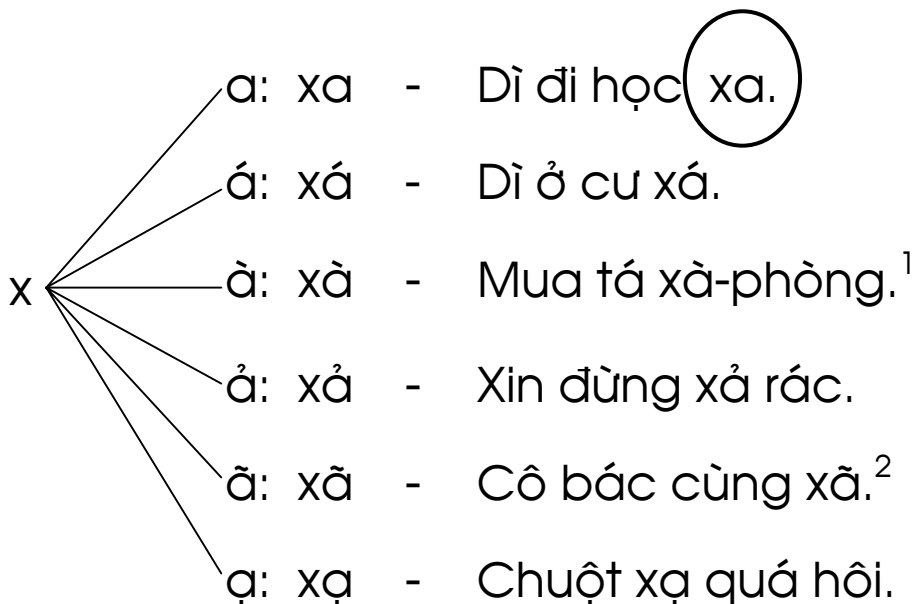 a: xa - Dì đi học xa.
á: xá - Dì ở cư xá.
x à: xà - Mua tá xà-phòng.1
ả: xả - Xin đừng xả rác.
ã: xã - Cô bác cùng xã.2
ạ: xạ - Chuột xạ quá hôi.